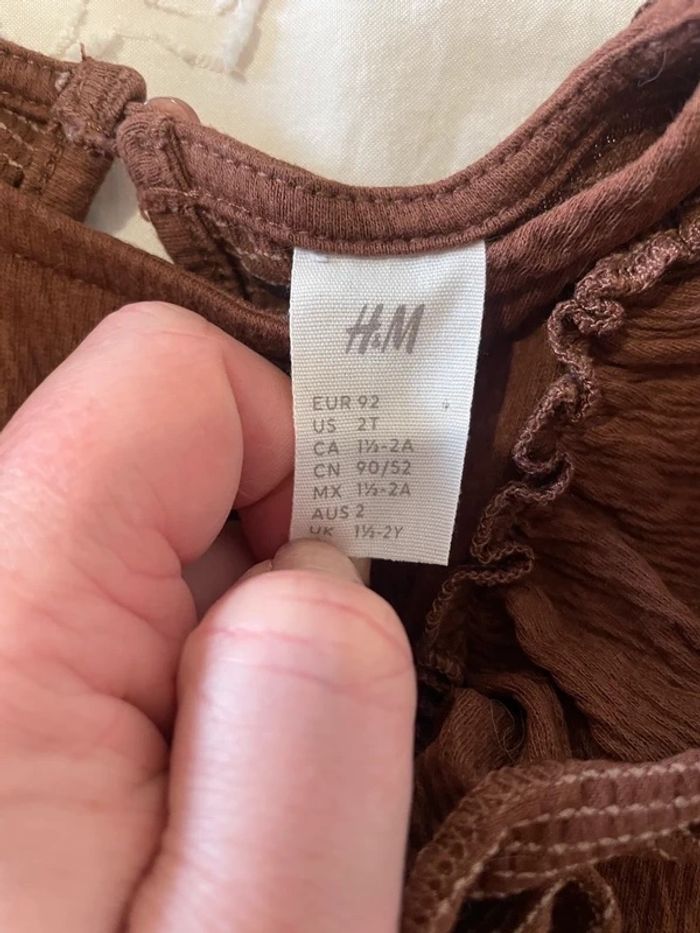 H&M
EUR 92
US 2T
CA 1½-2A
CN 90/52
MX 1½-2A
AUS 2
UK 1½-2Y